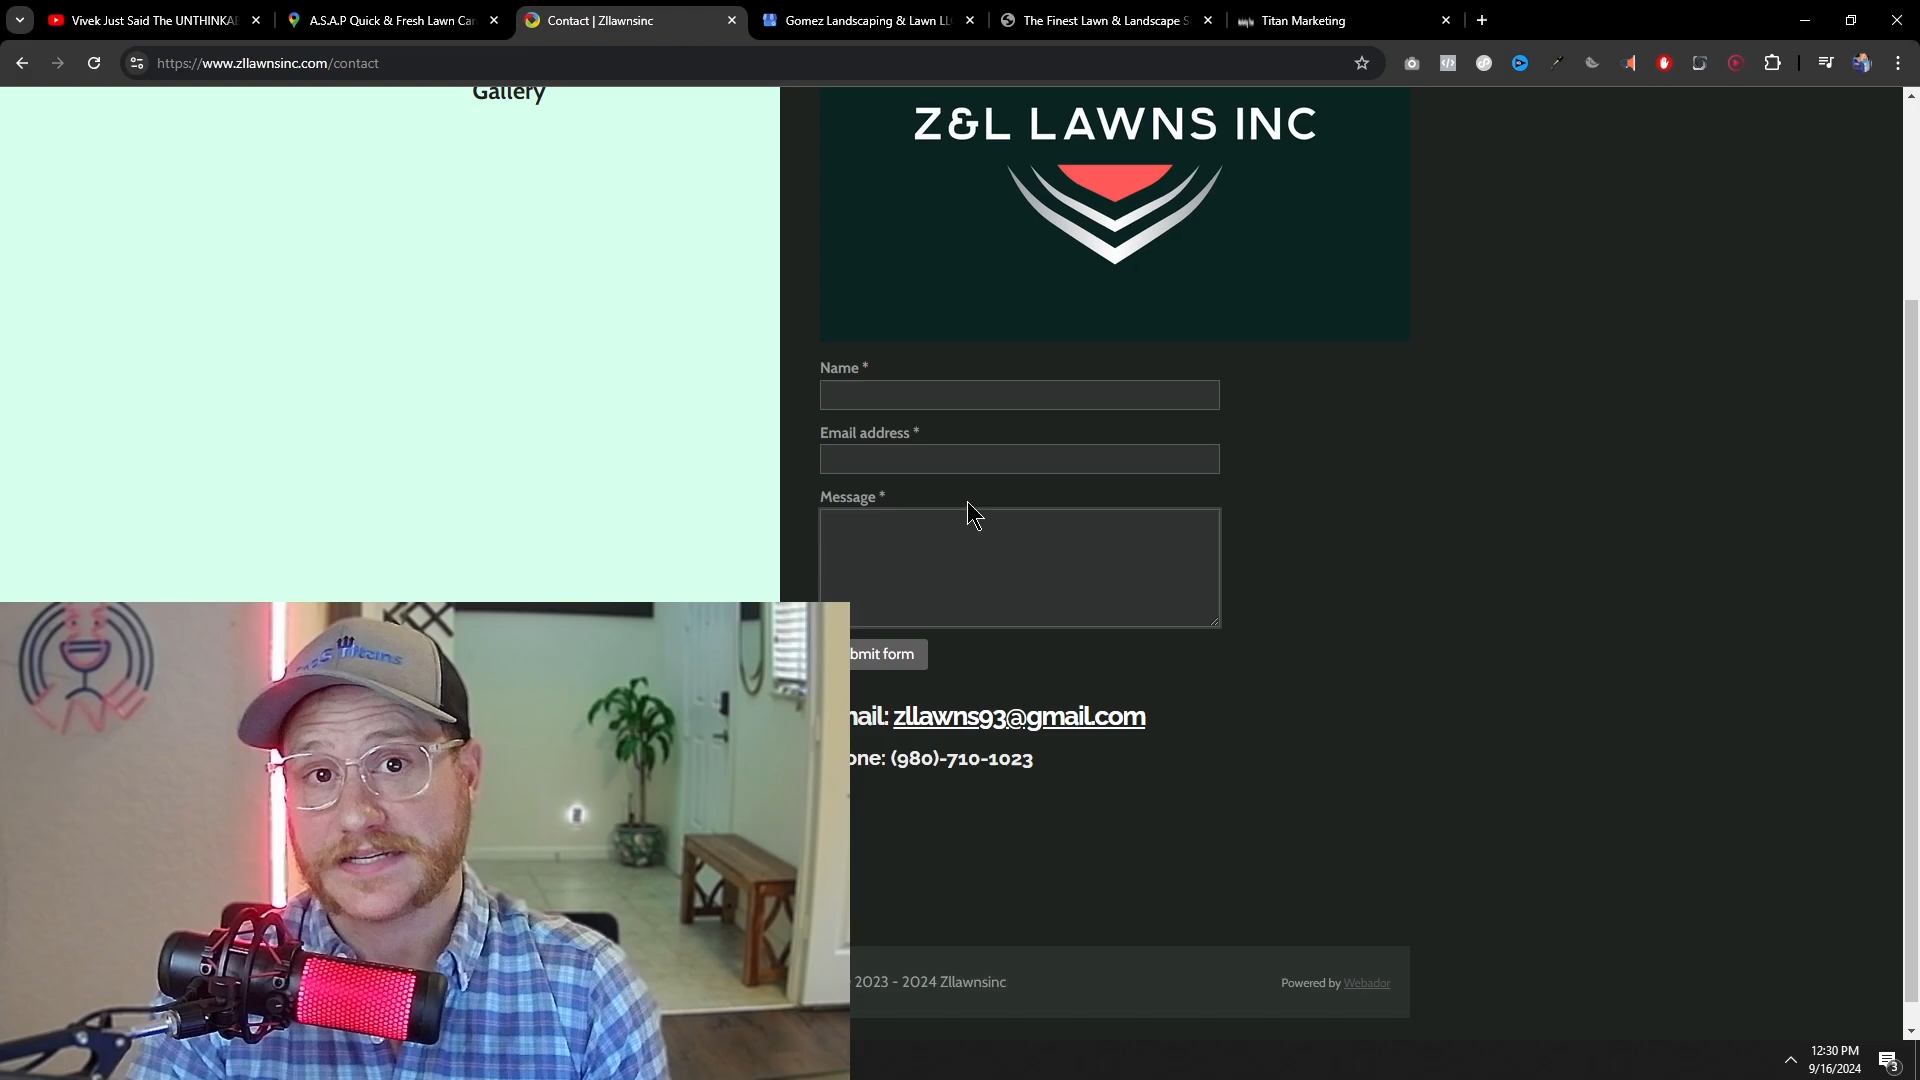 Vivek Just Said The UNTHINKA
A.S.A.P Quick & Fresh Lawn Car
Contact | Zllawnsinc
Gomez Landscaping & Lawn LL
The Finest Lawn & Landscape S
Titan Marketing
https://www.zllawnsinc.com/contact
Gallery
Z&L LAWNS INC
Name *
Email address *
Message *
bmit form
ail: zllawns93@gmail.com
one: (980)-710-1023
2023 - 2024 Zllawnsinc
Powered by Webador
12:30 PM
9/16/2024
3